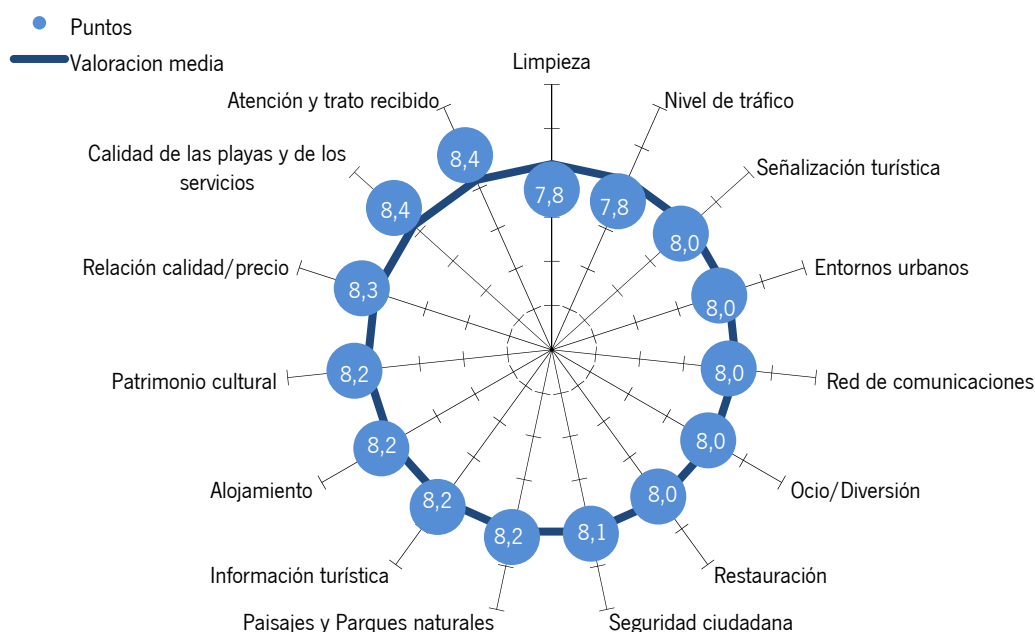 Puntos
Valoracion media
Limpieza
Nivel de tráfico
Señalización turística
Entornos urbanos
Red de comunicaciones
Ocio/Diversión
Restauración
Seguridad ciudadana
Paisajes y Parques naturales
Información turística
Alojamiento
Patrimonio cultural
Relación calidad/precio
Calidad de las playas y de los
servicios
Atención y trato recibido
7,8
7,8
8,0
8,0
8,0
8,0
8,0
8,1
8,2
8,2
8,2
8,2
8,3
8,4
8,4